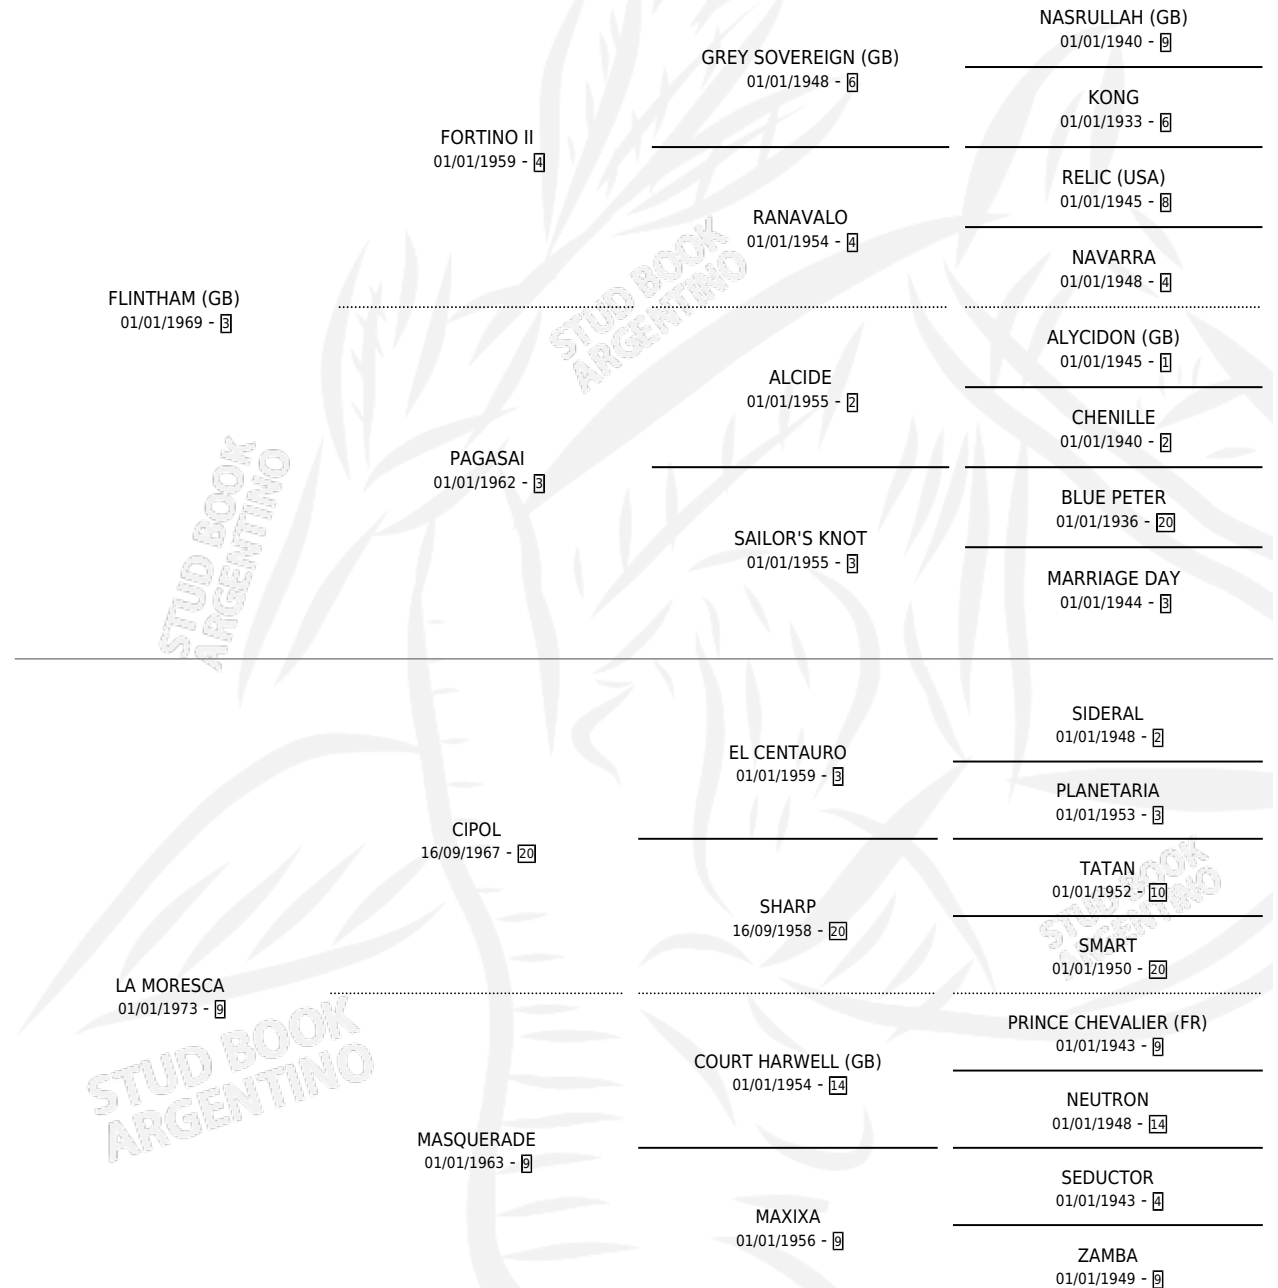 NASRULLAH (GB)
01/01/1940 - 9
GREY SOVEREIGN (GB)
01/01/1948 - 6
KONG
01/01/1933 - 6
FORTINO II
01/01/1959 - 4
RELIC (USA)
01/01/1945 - 8
RANAVALO
01/01/1954 - 4
NAVARRA
01/01/1948 - 4
FLINTHAM (GB)
01/01/1969 - 3
ALYCIDON (GB)
01/01/1945 - 1
ALCIDE
01/01/1955 - 2
CHENILLE
01/01/1940 - 2
PAGASAI
01/01/1962 - 3
BLUE PETER
01/01/1936 - 20
SAILOR'S KNOT
01/01/1955 - 3
MARRIAGE DAY
01/01/1944 - 3
SIDERAL
01/01/1948 - 2
EL CENTAURO
01/01/1959 - 3
PLANETARIA
01/01/1953 - 3
CIPOL
16/09/1967 - 20
TATAN
01/01/1952 - 10
SHARP
16/09/1958 - 20
SMART
01/01/1950 - 20
LA MORESCA
01/01/1973 - 9
PRINCE CHEVALIER (FR)
01/01/1943 - 9
COURT HARWELL (GB)
01/01/1954 - 14
NEUTRON
01/01/1948 - 14
MASQUERADE
01/01/1963 - 9
SEDUCTOR
01/01/1943 - 4
MAXIXA
01/01/1956 - 9
ZAMBA
01/01/1949 - 9
STUD BOOK
ARGENTINO
STUD BOOK
ARGENTINO
STUD BOOK
ARGENTINO
STUD BOOK
ARGENTINO